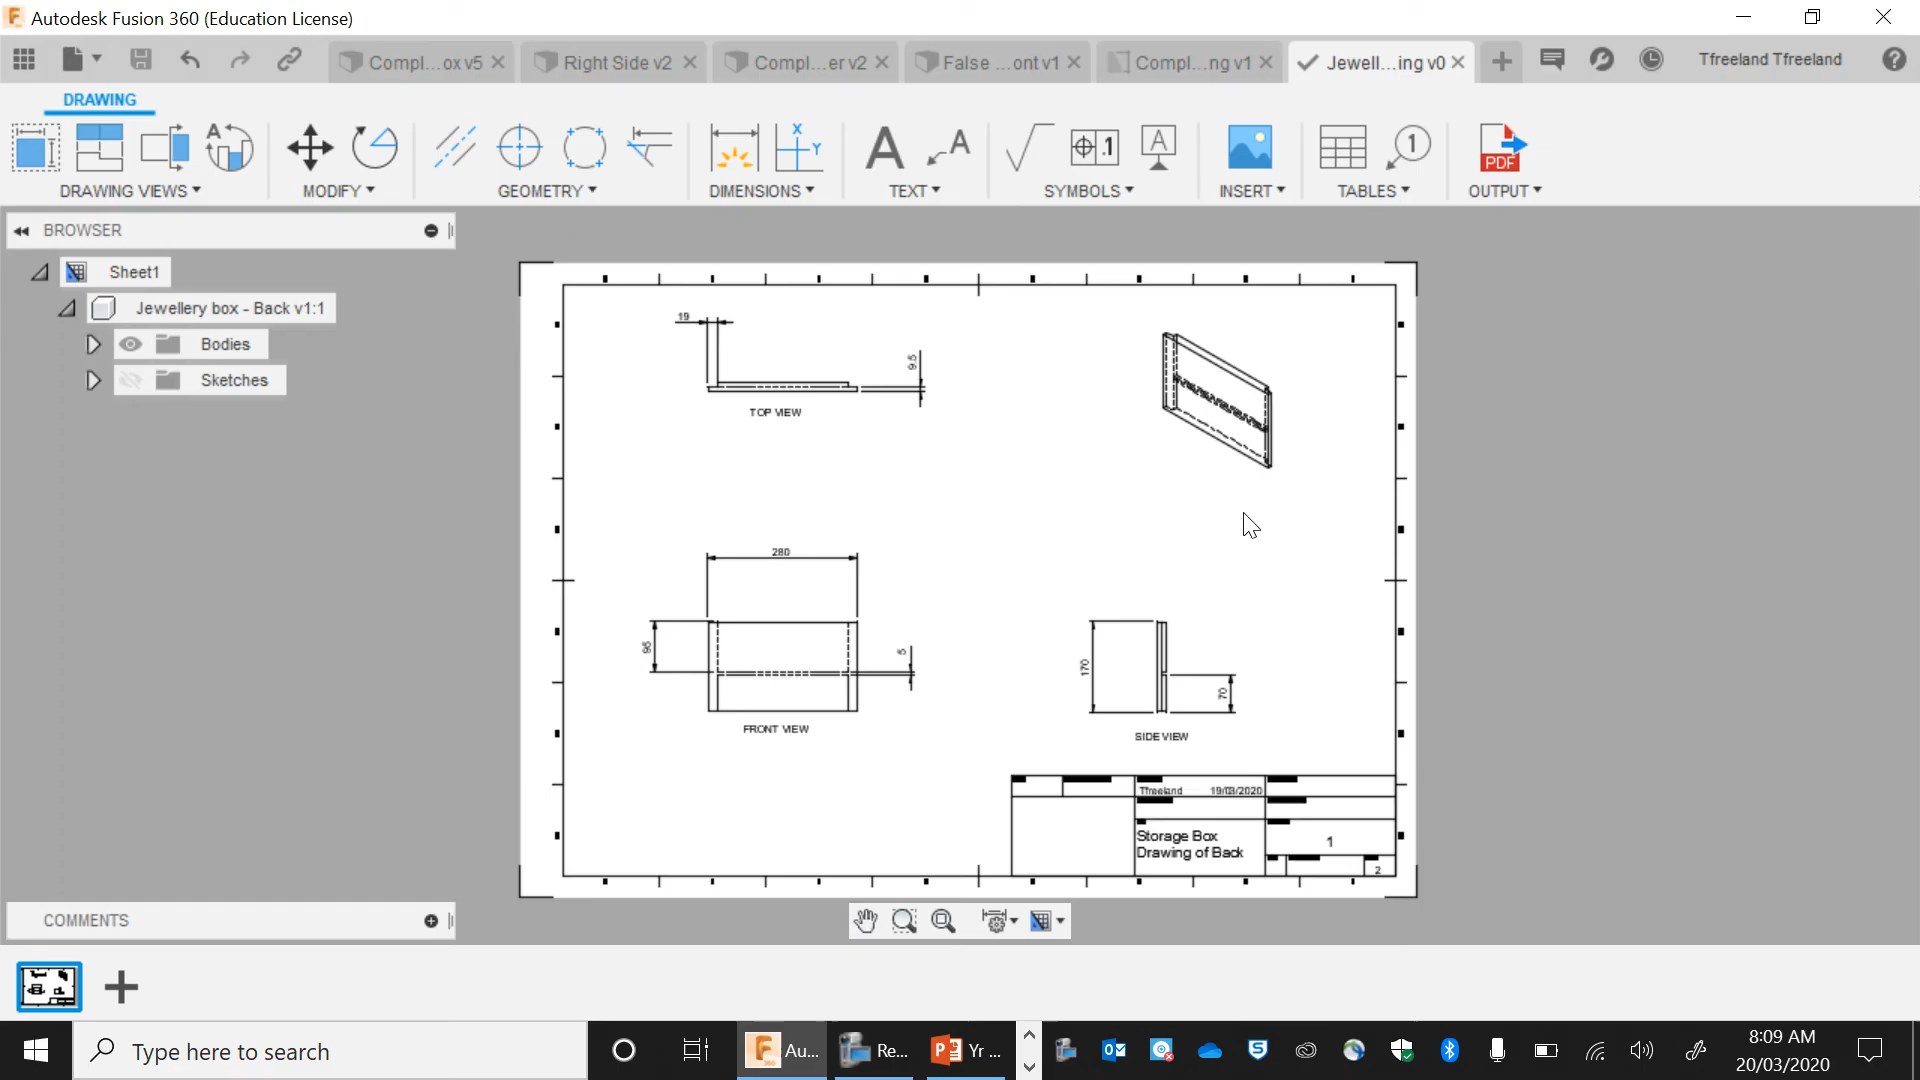 Autodesk Fusion 360 (Education License)
Compl...ox v5
Right Side v2
Compl...er v2
False ...ont v1
Compl...ng v1
Jewell...ing v0
Tfreeland Tfreeland
DRAWING
DRAWING VIEWS
MODIFY
GEOMETRY
DIMENSIONS
TEXT
SYMBOLS
INSERT
TABLES
OUTPUT
BROWSER
Sheet1
Jewellery box - Back v1:1
Bodies
Sketches
19
9.5
TOP VIEW
280
95
5
FRONT VIEW
170
70
SIDE VIEW
Tfreeland 19/03/2020
Storage Box
Drawing of Back
1
2
COMMENTS
Type here to search
Au...
Re...
Yr ...
8:09 AM
20/03/2020